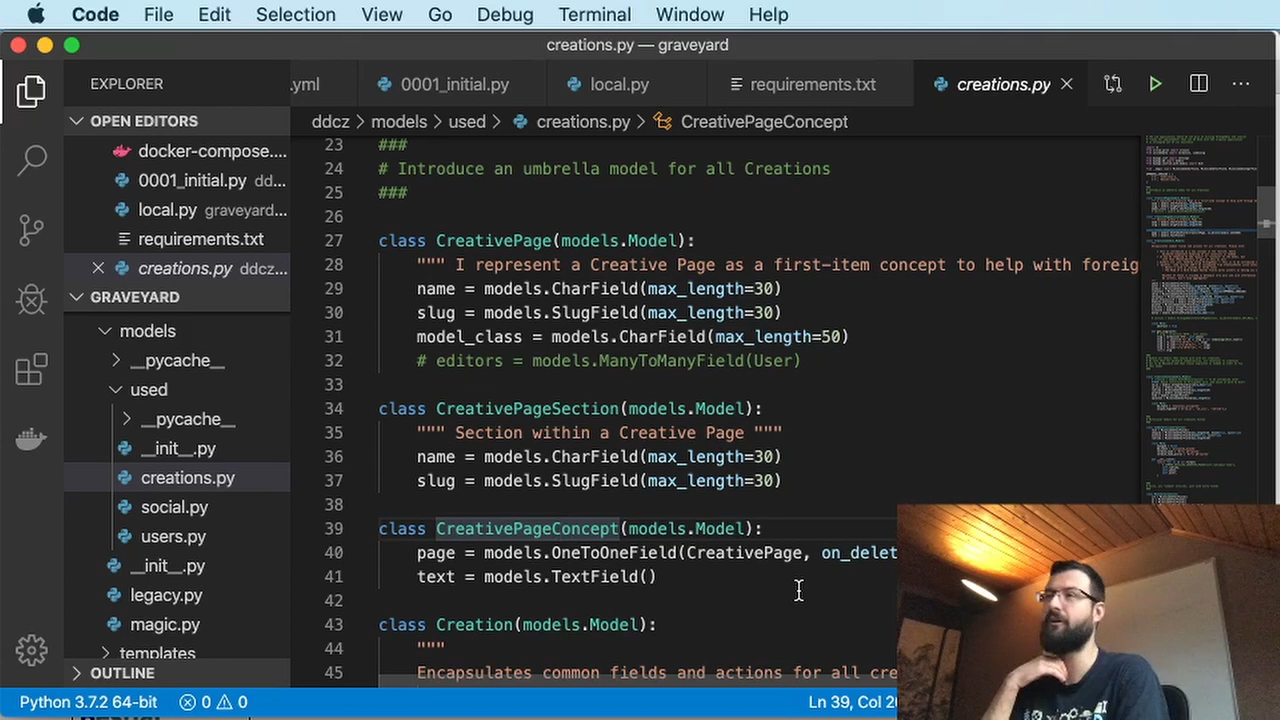 Code File Edit Selection View Go Debug Terminal Window Help
creations.py — graveyard
EXPLORER
.yml
0001_initial.py
local.py
requirements.txt
creations.py
OPEN EDITORS
docker-compose....
0001_initial.py dd...
local.py graveyard...
requirements.txt
creations.py ddcz...
GRAVEYARD
models
__pycache__
used
__pycache__
__init__.py
creations.py
social.py
users.py
__init__.py
legacy.py
magic.py
templates
OUTLINE
ddcz > models > used > creations.py > CreativePageConcept
23 ###
24 # Introduce an umbrella model for all Creations
25 ###
26
27 class CreativePage(models.Model):
28 """ I represent a Creative Page as a first-item concept to help with foreig
29 name = models.CharField(max_length=30)
30 slug = models.SlugField(max_length=30)
31 model_class = models.CharField(max_length=50)
32 # editors = models.ManyToManyField(User)
33
34 class CreativePageSection(models.Model):
35 """ Section within a Creative Page """
36 name = models.CharField(max_length=30)
37 slug = models.SlugField(max_length=30)
38
39 class CreativePageConcept(models.Model):
40 page = models.OneToOneField(CreativePage, on_delet
41 text = models.TextField()
42
43 class Creation(models.Model):
44 """
45 Encapsulates common fields and actions for all cre
Python 3.7.2 64-bit 0 0 Ln 39, Col 2